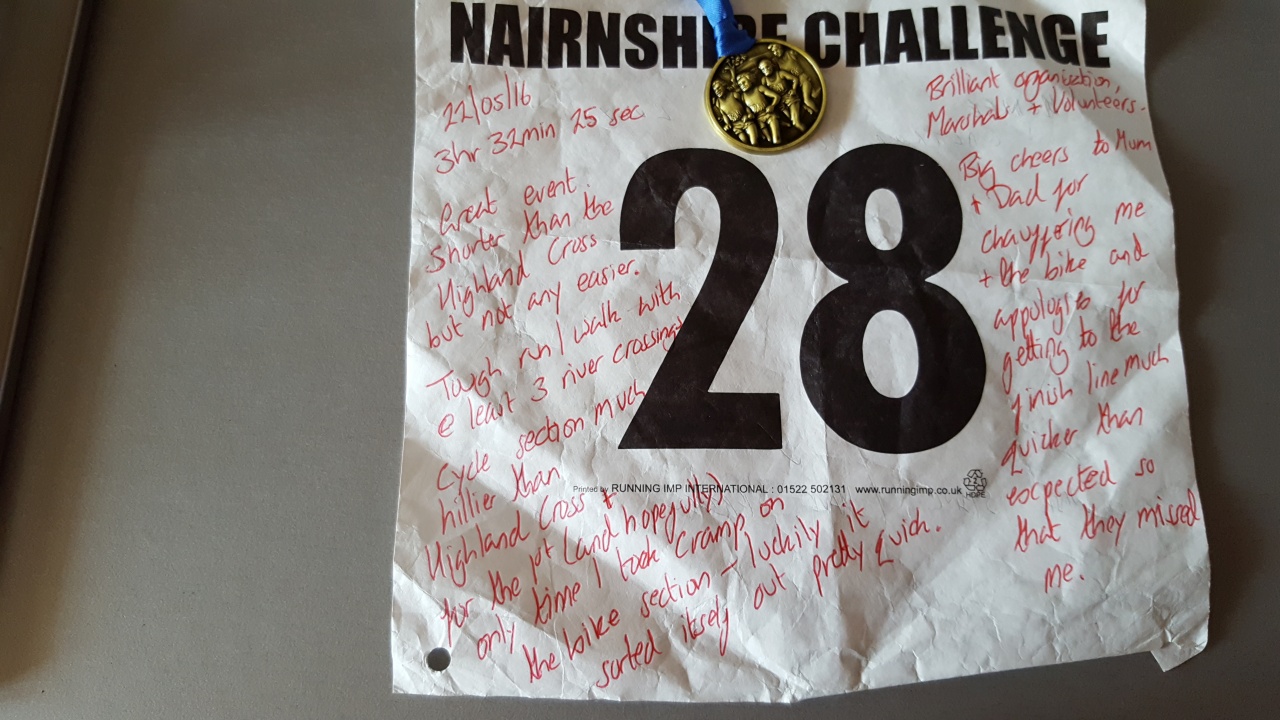 NAIRNSHIRE CHALLENGE
22/05/16
3hr 32min 25 sec
Great event.
Shorter than the
Highland Cross
but not any easier.
Tough run/walk with
@ least 3 river crossings
Cycle section much
hillier than
Highland Cross +
for the 1st (and hopefully)
only time I took Cramp on
the bike section - luckily it
sorted itself out pretty quick.
Brilliant organisation,
Marshals + Volunteers.
Big cheers to Mum
+ Dad for
chauffering me
+ the bike and
appologies for
getting to the
finish line much
quicker than
expected so
that they missed
me.
28
Printed by RUNNING IMP INTERNATIONAL : 01522 502131 www.runningimp.co.uk